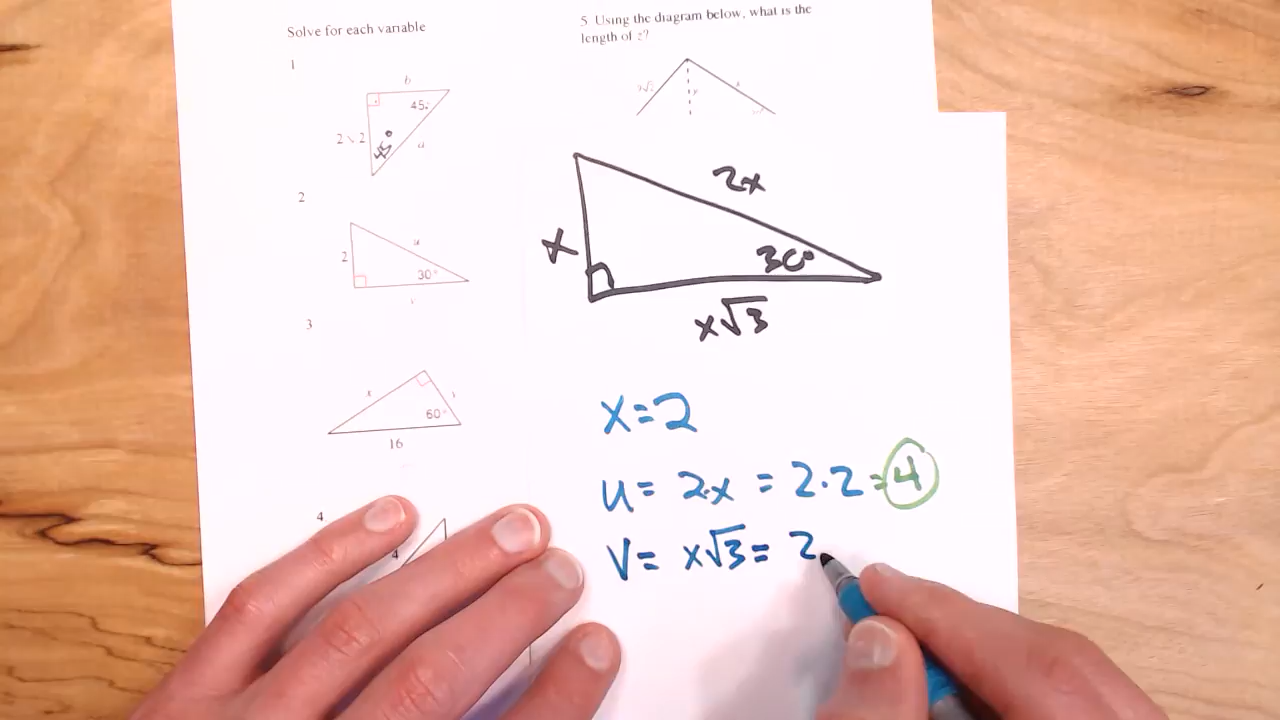 Solve for each variable
1
b
45°
2√2
45°
a
2
2
u
30°
v
3
x
y
60°
16
4
4
5 Using the diagram below, what is the
length of z?
2x
x
30°
x√3
x=2
u= 2·x = 2·2 = 4
v= x√3 = 2